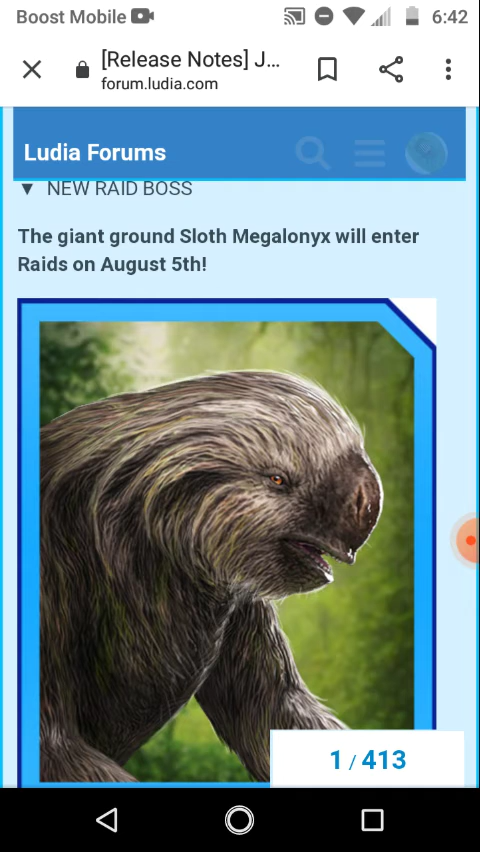 Boost Mobile 6:42
[Release Notes] J...
forum.ludia.com
Ludia Forums
▼ NEW RAID BOSS
The giant ground Sloth Megalonyx will enter
Raids on August 5th!
1 / 413